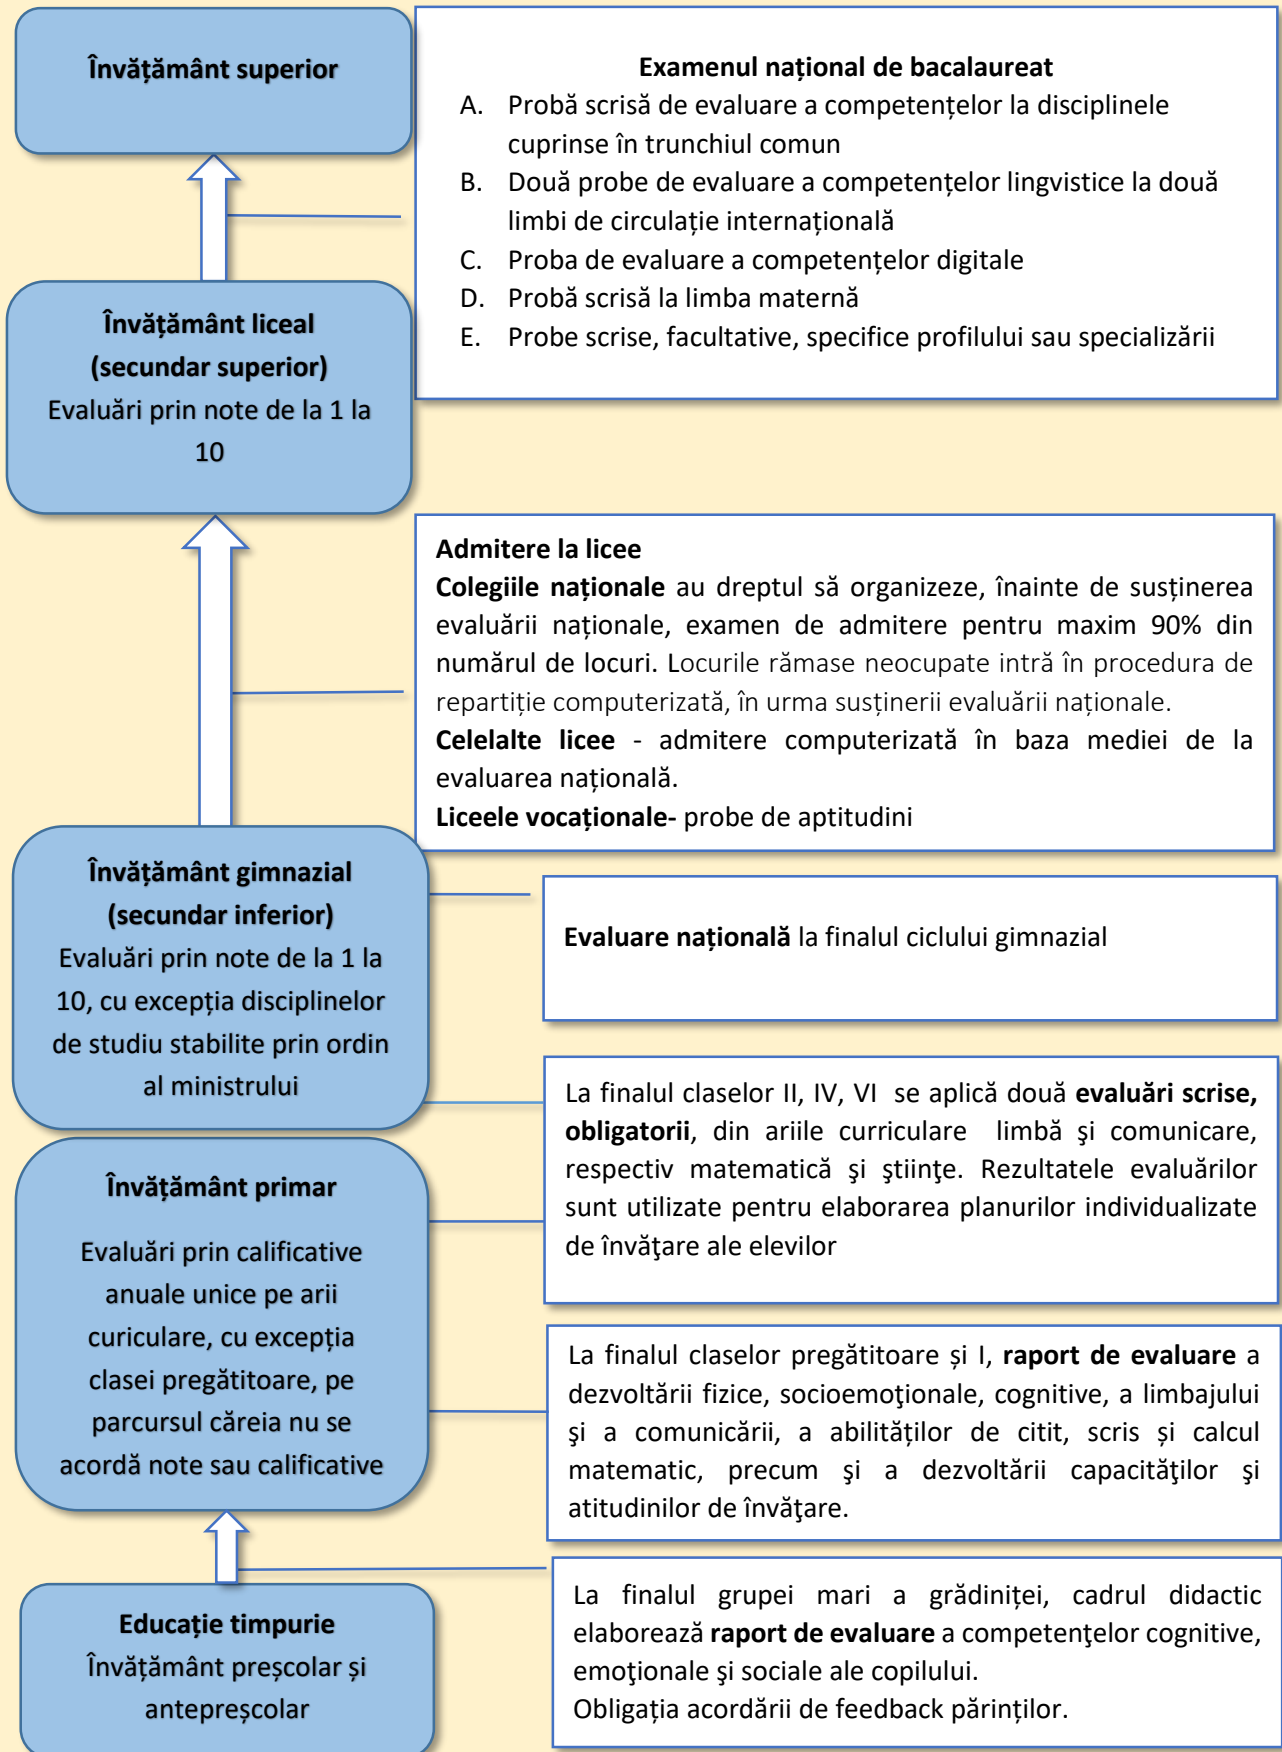 Învățământ superior
Examenul național de bacalaureat
A. Probă scrisă de evaluare a competențelor la disciplinele
cuprinse în trunchiul comun
B. Două probe de evaluare a competențelor lingvistice la două
limbi de circulație internațională
C. Proba de evaluare a competențelor digitale
D. Probă scrisă la limba maternă
E. Probe scrise, facultative, specifice profilului sau specializării
Învățământ liceal
(secundar superior)
Evaluări prin note de la 1 la
10
Admitere la licee
Colegiile naționale au dreptul să organizeze, înainte de susținerea
evaluării naționale, examen de admitere pentru maxim 90% din
numărul de locuri. Locurile rămase neocupate intră în procedura de
repartiție computerizată, în urma susținerii evaluării naționale.
Celelalte licee - admitere computerizată în baza mediei de la
evaluarea națională.
Liceele vocaționale- probe de aptitudini
Învățământ gimnazial
(secundar inferior)
Evaluări prin note de la 1 la
10, cu excepția disciplinelor
de studiu stabilite prin ordin
al ministrului
Evaluare națională la finalul ciclului gimnazial
La finalul claselor II, IV, VI se aplică două evaluări scrise,
obligatorii, din ariile curriculare limbă şi comunicare,
respectiv matematică şi ştiinţe. Rezultatele evaluărilor
sunt utilizate pentru elaborarea planurilor individualizate
de învăţare ale elevilor
Învățământ primar
Evaluări prin calificative
anuale unice pe arii
curiculare, cu excepția
clasei pregătitoare, pe
parcursul căreia nu se
acordă note sau calificative
La finalul claselor pregătitoare și I, raport de evaluare a
dezvoltării fizice, socioemoţionale, cognitive, a limbajului
şi a comunicării, a abilităților de citit, scris și calcul
matematic, precum şi a dezvoltării capacităţilor şi
atitudinilor de învăţare.
Educație timpurie
Învățământ preșcolar și
antepreșcolar
La finalul grupei mari a grădiniței, cadrul didactic
elaborează raport de evaluare a competenţelor cognitive,
emoţionale şi sociale ale copilului.
Obligația acordării de feedback părinților.